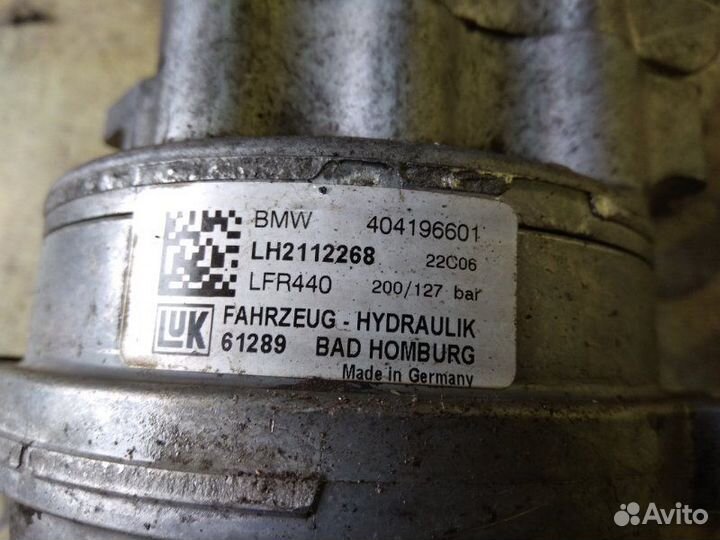 BMW 404196601
LH2112268 22C06
LFR440 200/127 bar
LUK FAHRZEUG - HYDRAULIK
61289 BAD HOMBURG
Made in Germany
Avito